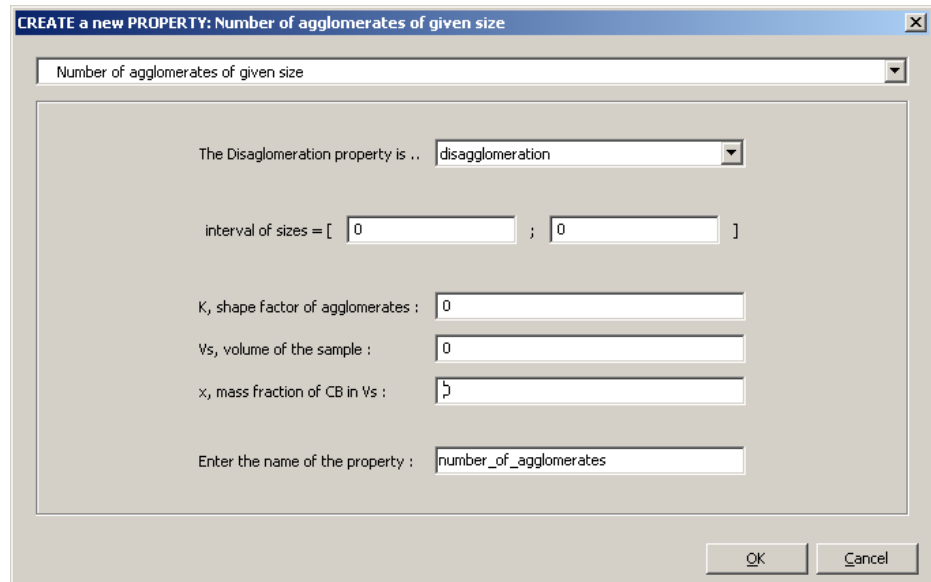 CREATE a new PROPERTY: Number of agglomerates of given size
Number of agglomerates of given size
The Disaglomeration property is .. disagglomeration
interval of sizes = [ 0 ; 0 ]
K, shape factor of agglomerates : 0
Vs, volume of the sample : 0
x, mass fraction of CB in Vs :
Enter the name of the property : number_of_agglomerates
OK Cancel